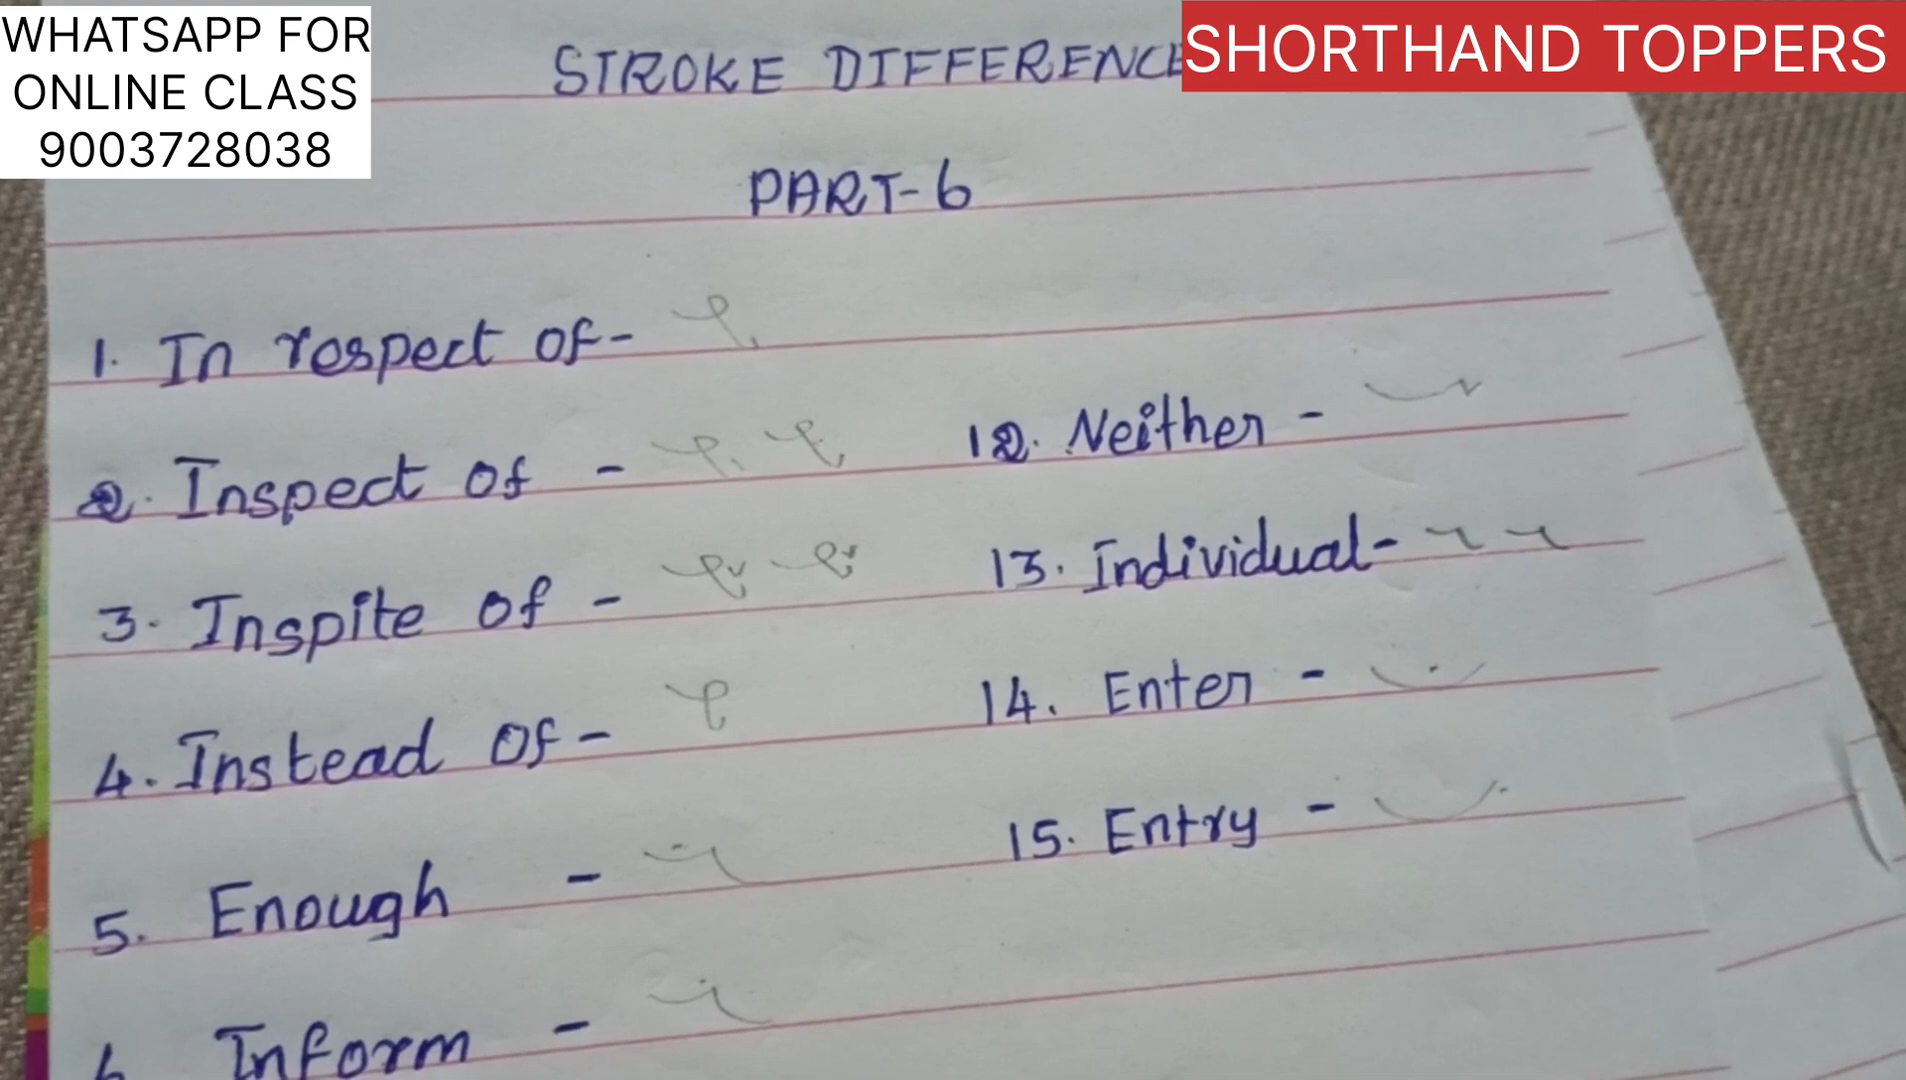 WHATSAPP FOR
ONLINE CLASS
9003728038
SHORTHAND TOPPERS
STROKE DIFFERENCE
PART-6
1. In respect of -
2. Inspect of -
3. Inspite of -
4. Instead of -
5. Enough -
6 Inform -
12. Neither -
13. Individual -
14. Enter -
15. Entry -